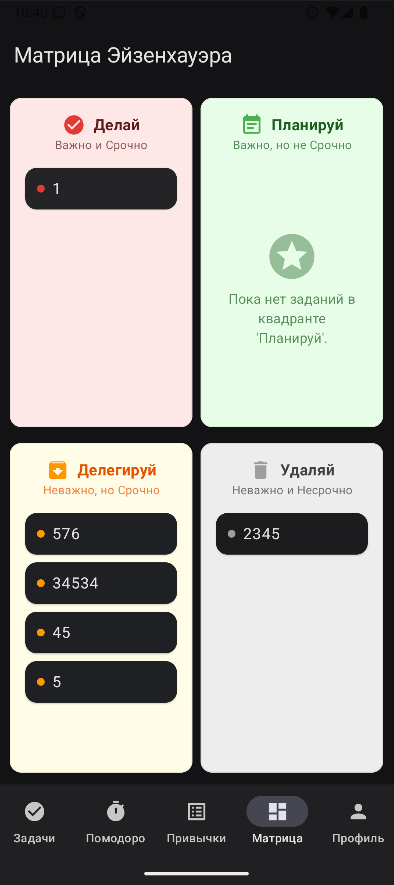 10:40
Матрица Эйзенхауэра
Делай
Важно и Срочно
1
Планируй
Важно, но не Срочно
Пока нет заданий в
квадранте
'Планируй'.
Делегируй
Неважно, но Срочно
576
34534
45
5
Удаляй
Неважно и Несрочно
2345
Задачи
Помодоро
Привычки
Матрица
Профиль